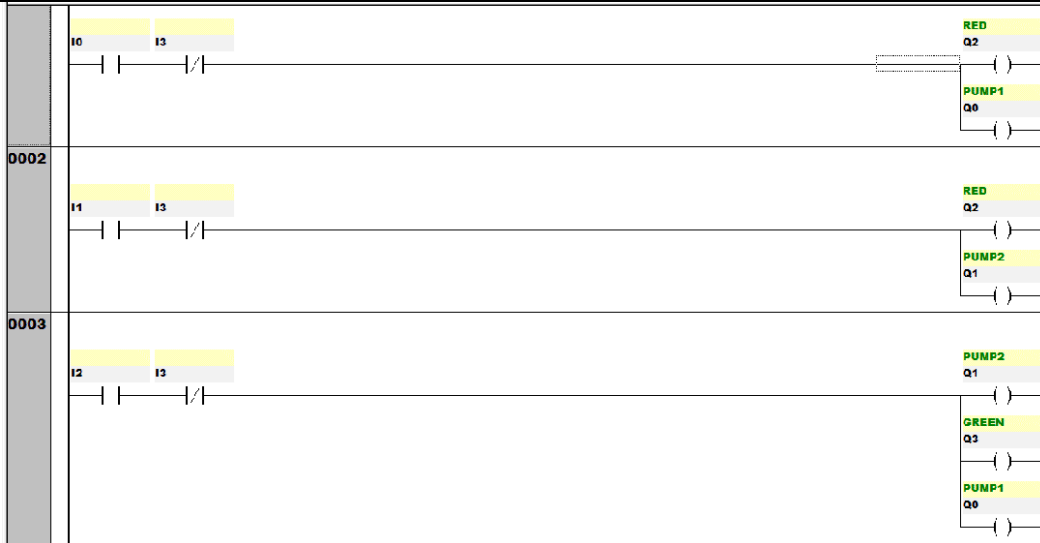 RED
I0 I3 Q2
PUMP1
Q0
0002
RED
I1 I3 Q2
PUMP2
Q1
0003
PUMP2
I2 I3 Q1
GREEN
Q3
PUMP1
Q0